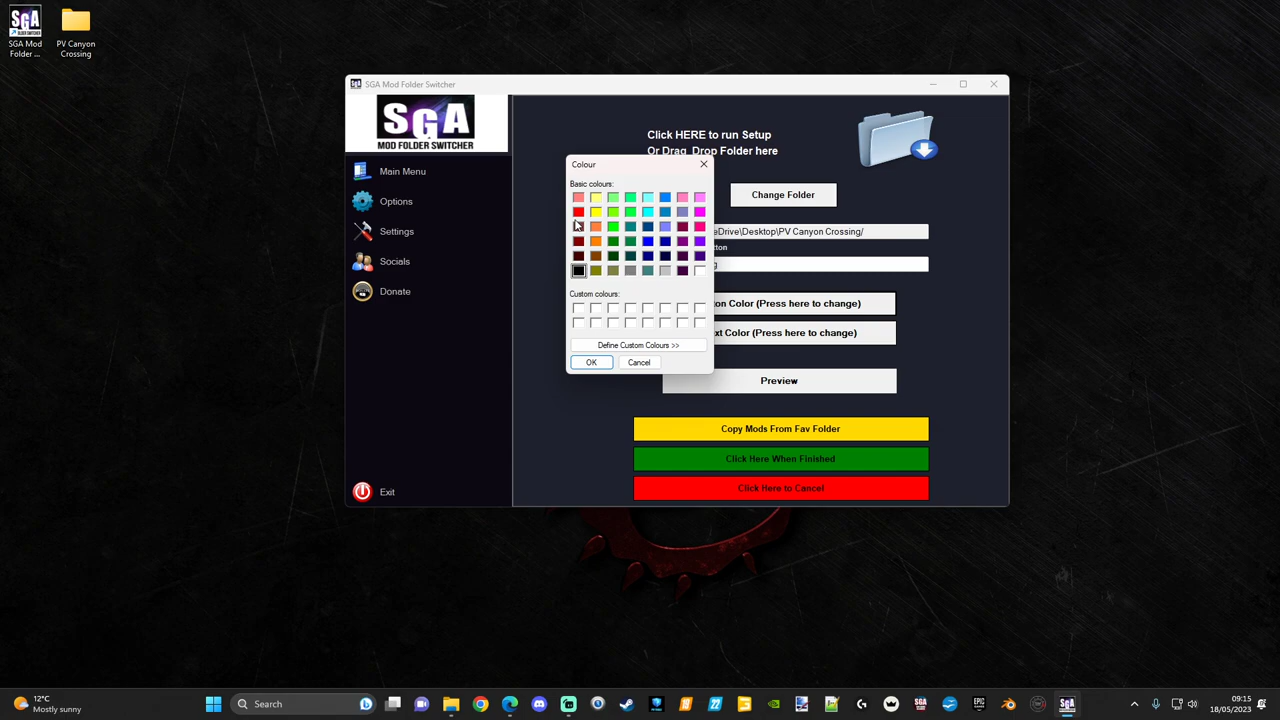 SGA Mod
Folder ...
PV Canyon
Crossing
SGA Mod Folder Switcher
SGA
MOD FOLDER SWITCHER
Main Menu
Options
Settings
Socials
Donate
Exit
Click HERE to run Setup
Or Drag Drop Folder here
Change Folder
eDrive\Desktop\PV Canyon Crossing/
tton
g
on Color (Press here to change)
xt Color (Press here to change)
Preview
Copy Mods From Fav Folder
Click Here When Finished
Click Here to Cancel
Colour
Basic colours:
Custom colours:
Define Custom Colours >>
OK
Cancel
12°C
Mostly sunny
Search
09:15
18/05/2023